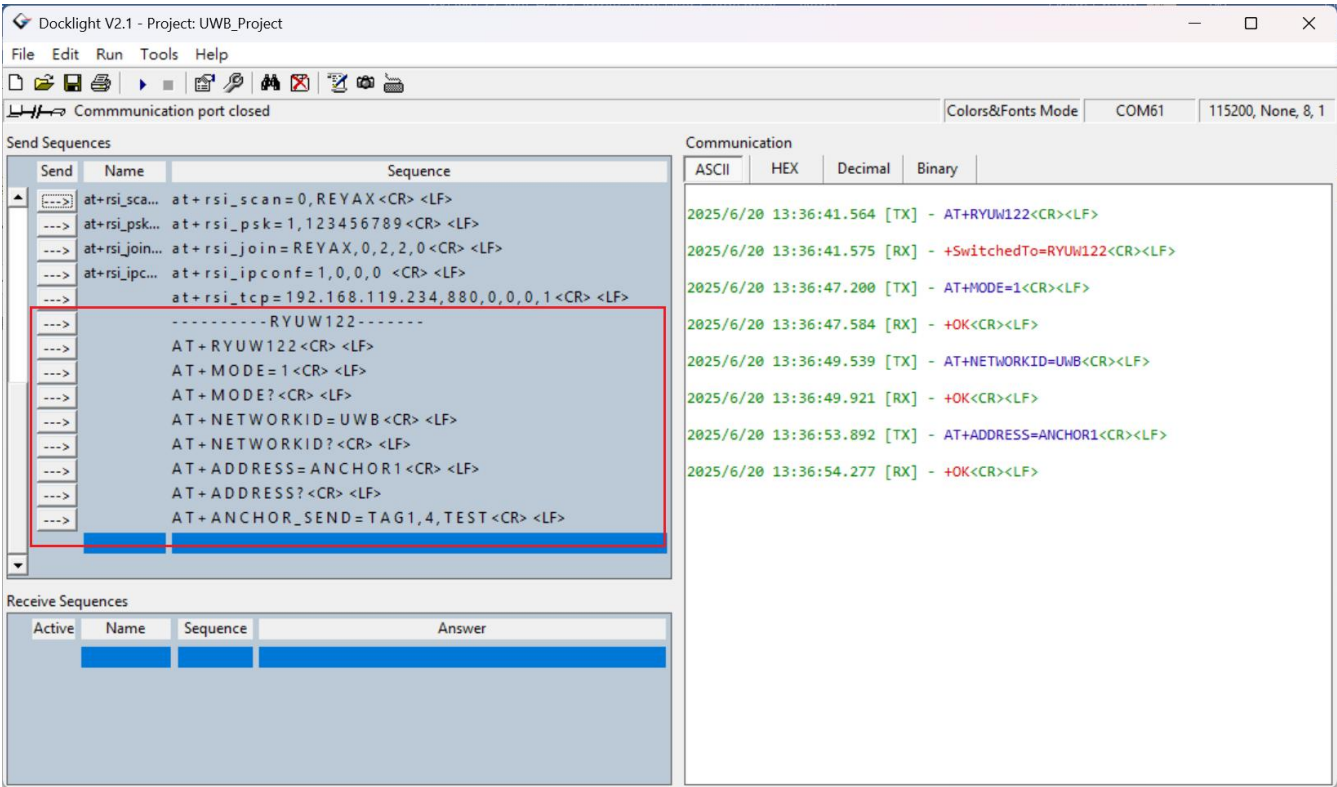 Docklight V2.1 - Project: UWB_Project
File Edit Run Tools Help
Commmunication port closed
Colors&Fonts Mode COM61 115200, None, 8, 1
Send Sequences
Send Name Sequence
---> at+rsi_sca... at+rsi_scan=0,REYAX<CR><LF>
---> at+rsi_psk... at+rsi_psk=1,123456789<CR><LF>
---> at+rsi_join... at+rsi_join=REYAX,0,2,2,0<CR><LF>
---> at+rsi_ipc... at+rsi_ipconf=1,0,0,0 <CR><LF>
---> at+rsi_tcp=192.168.119.234,880,0,0,0,1<CR><LF>
---> ----------RYUW122-------
---> AT+RYUW122<CR><LF>
---> AT+MODE=1<CR><LF>
---> AT+MODE?<CR><LF>
---> AT+NETWORKID=UWB<CR><LF>
---> AT+NETWORKID?<CR><LF>
---> AT+ADDRESS=ANCHOR1<CR><LF>
---> AT+ADDRESS?<CR><LF>
---> AT+ANCHOR_SEND=TAG1,4,TEST<CR><LF>
Receive Sequences
Active Name Sequence Answer
Communication
ASCII HEX Decimal Binary
2025/6/20 13:36:41.564 [TX] - AT+RYUW122<CR><LF>
2025/6/20 13:36:41.575 [RX] - +SwitchedTo=RYUW122<CR><LF>
2025/6/20 13:36:47.200 [TX] - AT+MODE=1<CR><LF>
2025/6/20 13:36:47.584 [RX] - +OK<CR><LF>
2025/6/20 13:36:49.539 [TX] - AT+NETWORKID=UWB<CR><LF>
2025/6/20 13:36:49.921 [RX] - +OK<CR><LF>
2025/6/20 13:36:53.892 [TX] - AT+ADDRESS=ANCHOR1<CR><LF>
2025/6/20 13:36:54.277 [RX] - +OK<CR><LF>